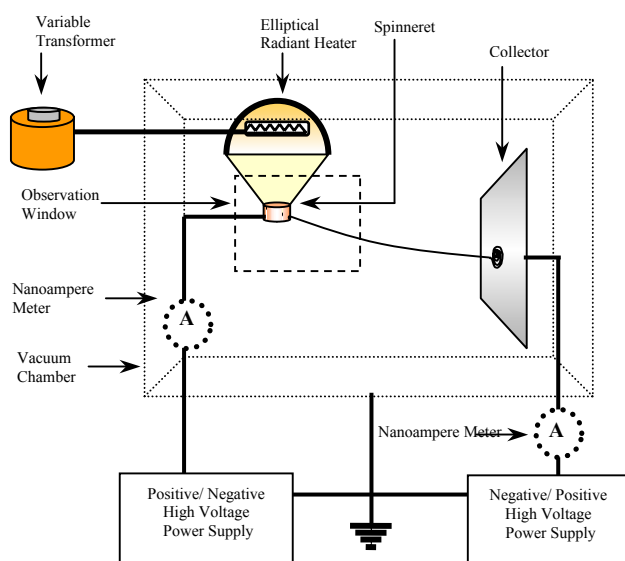 Variable
Transformer
Elliptical
Radiant Heater
Spinneret
Collector
Observation
Window
Nanoampere
Meter
A
Vacuum
Chamber
Nanoampere Meter
A
Positive/ Negative
High Voltage
Power Supply
Negative/ Positive
High Voltage
Power Supply